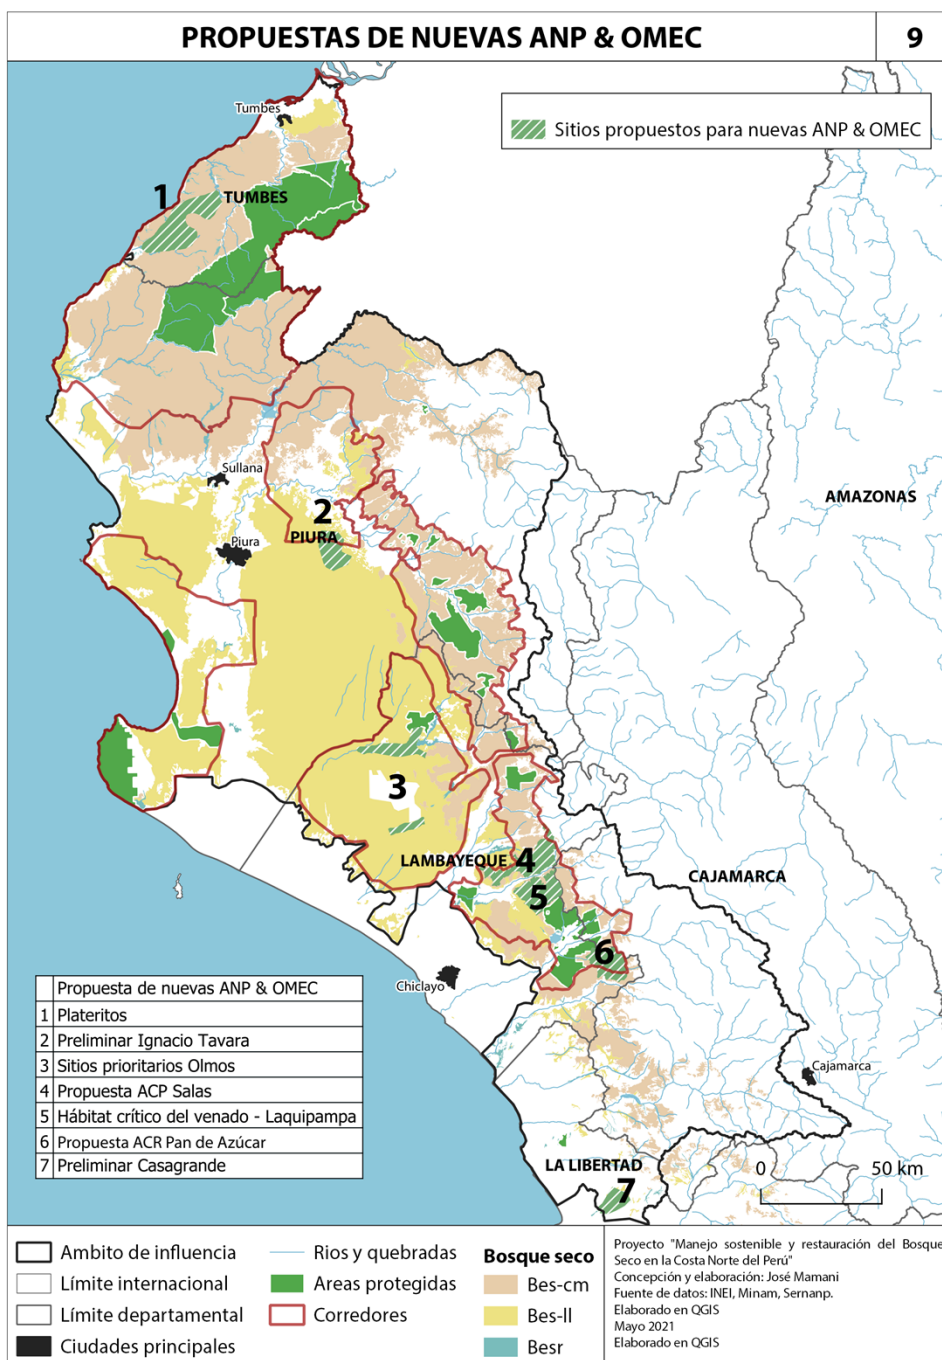 PROPUESTAS DE NUEVAS ANP & OMEC
9
Sitios propuestos para nuevas ANP & OMEC
Tumbes
1
TUMBES
Sullana
2
PIURA
Piura
AMAZONAS
3
LAMBAYEQUE
4
5
CAJAMARCA
6
Chiclayo
Cajamarca
LA LIBERTAD
7
0 50 km
Propuesta de nuevas ANP & OMEC
1 Plateritos
2 Preliminar Ignacio Tavara
3 Sitios prioritarios Olmos
4 Propuesta ACP Salas
5 Hábitat crítico del venado - Laquipampa
6 Propuesta ACR Pan de Azúcar
7 Preliminar Casagrande
Ambito de influencia
Límite internacional
Límite departamental
Ciudades principales
Rios y quebradas
Areas protegidas
Corredores
Bosque seco
Bes-cm
Bes-ll
Besr
Proyecto "Manejo sostenible y restauración del Bosque
Seco en la Costa Norte del Perú"
Concepción y elaboración: José Mamani
Fuente de datos: INEI, Minam, Sernanp.
Elaborado en QGIS
Mayo 2021
Elaborado en QGIS